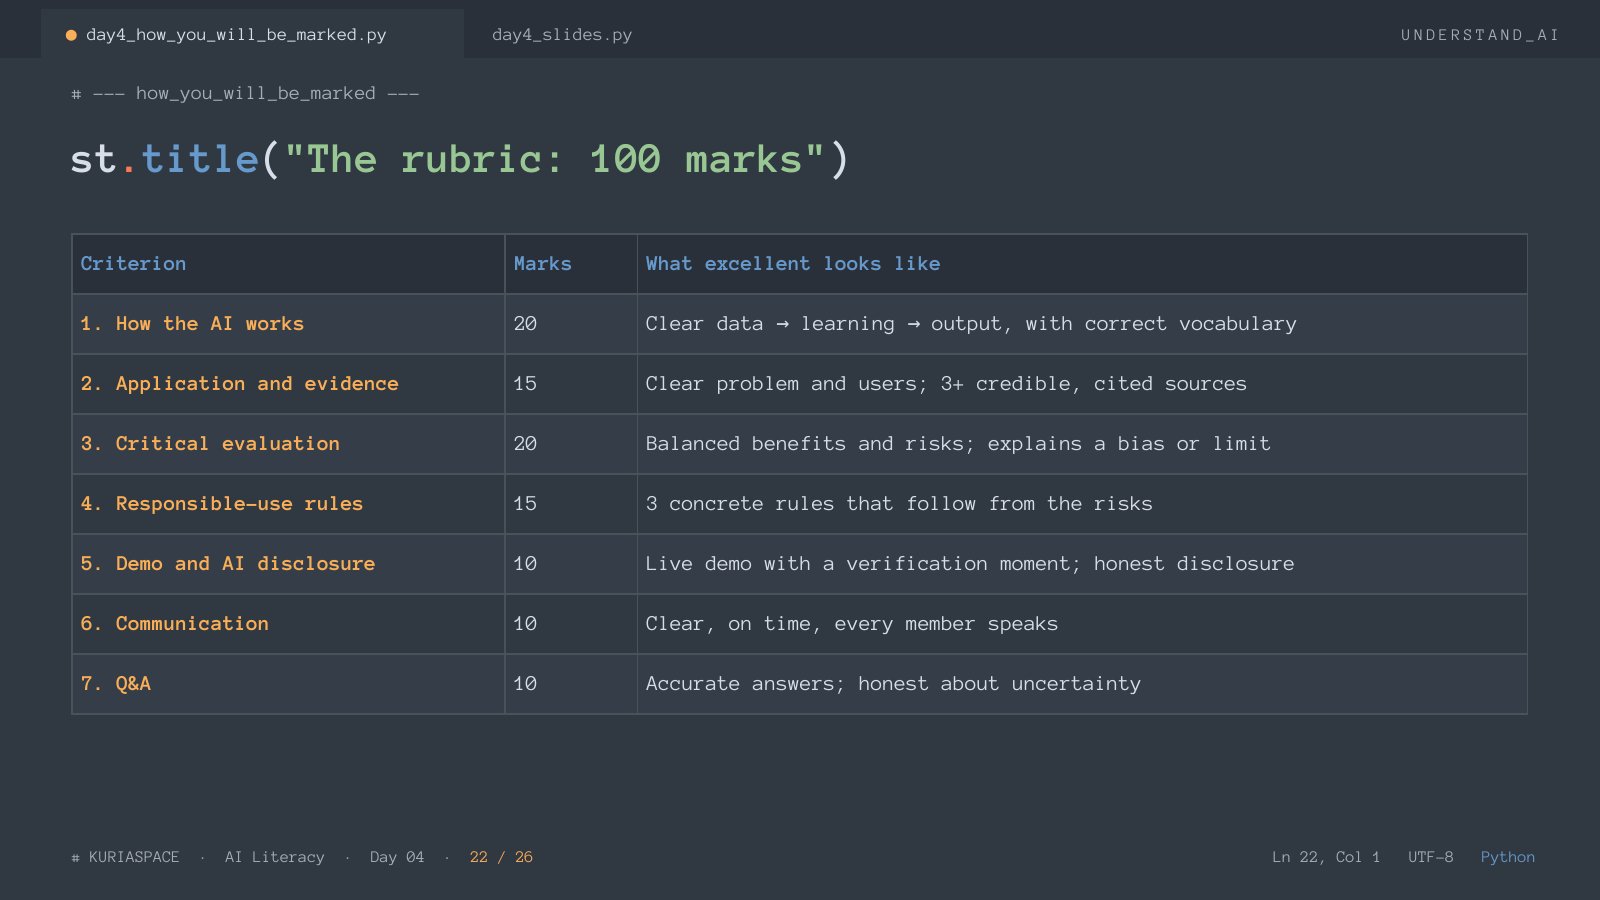 day4_how_you_will_be_marked.py
day4_slides.py
UNDERSTAND_AI
# --- how_you_will_be_marked ---
st.title("The rubric: 100 marks")
Criterion Marks What excellent looks like
1. How the AI works 20 Clear data → learning → output, with correct vocabulary
2. Application and evidence 15 Clear problem and users; 3+ credible, cited sources
3. Critical evaluation 20 Balanced benefits and risks; explains a bias or limit
4. Responsible-use rules 15 3 concrete rules that follow from the risks
5. Demo and AI disclosure 10 Live demo with a verification moment; honest disclosure
6. Communication 10 Clear, on time, every member speaks
7. Q&A 10 Accurate answers; honest about uncertainty
# KURIASPACE · AI Literacy · Day 04 · 22 / 26
Ln 22, Col 1 UTF-8 Python